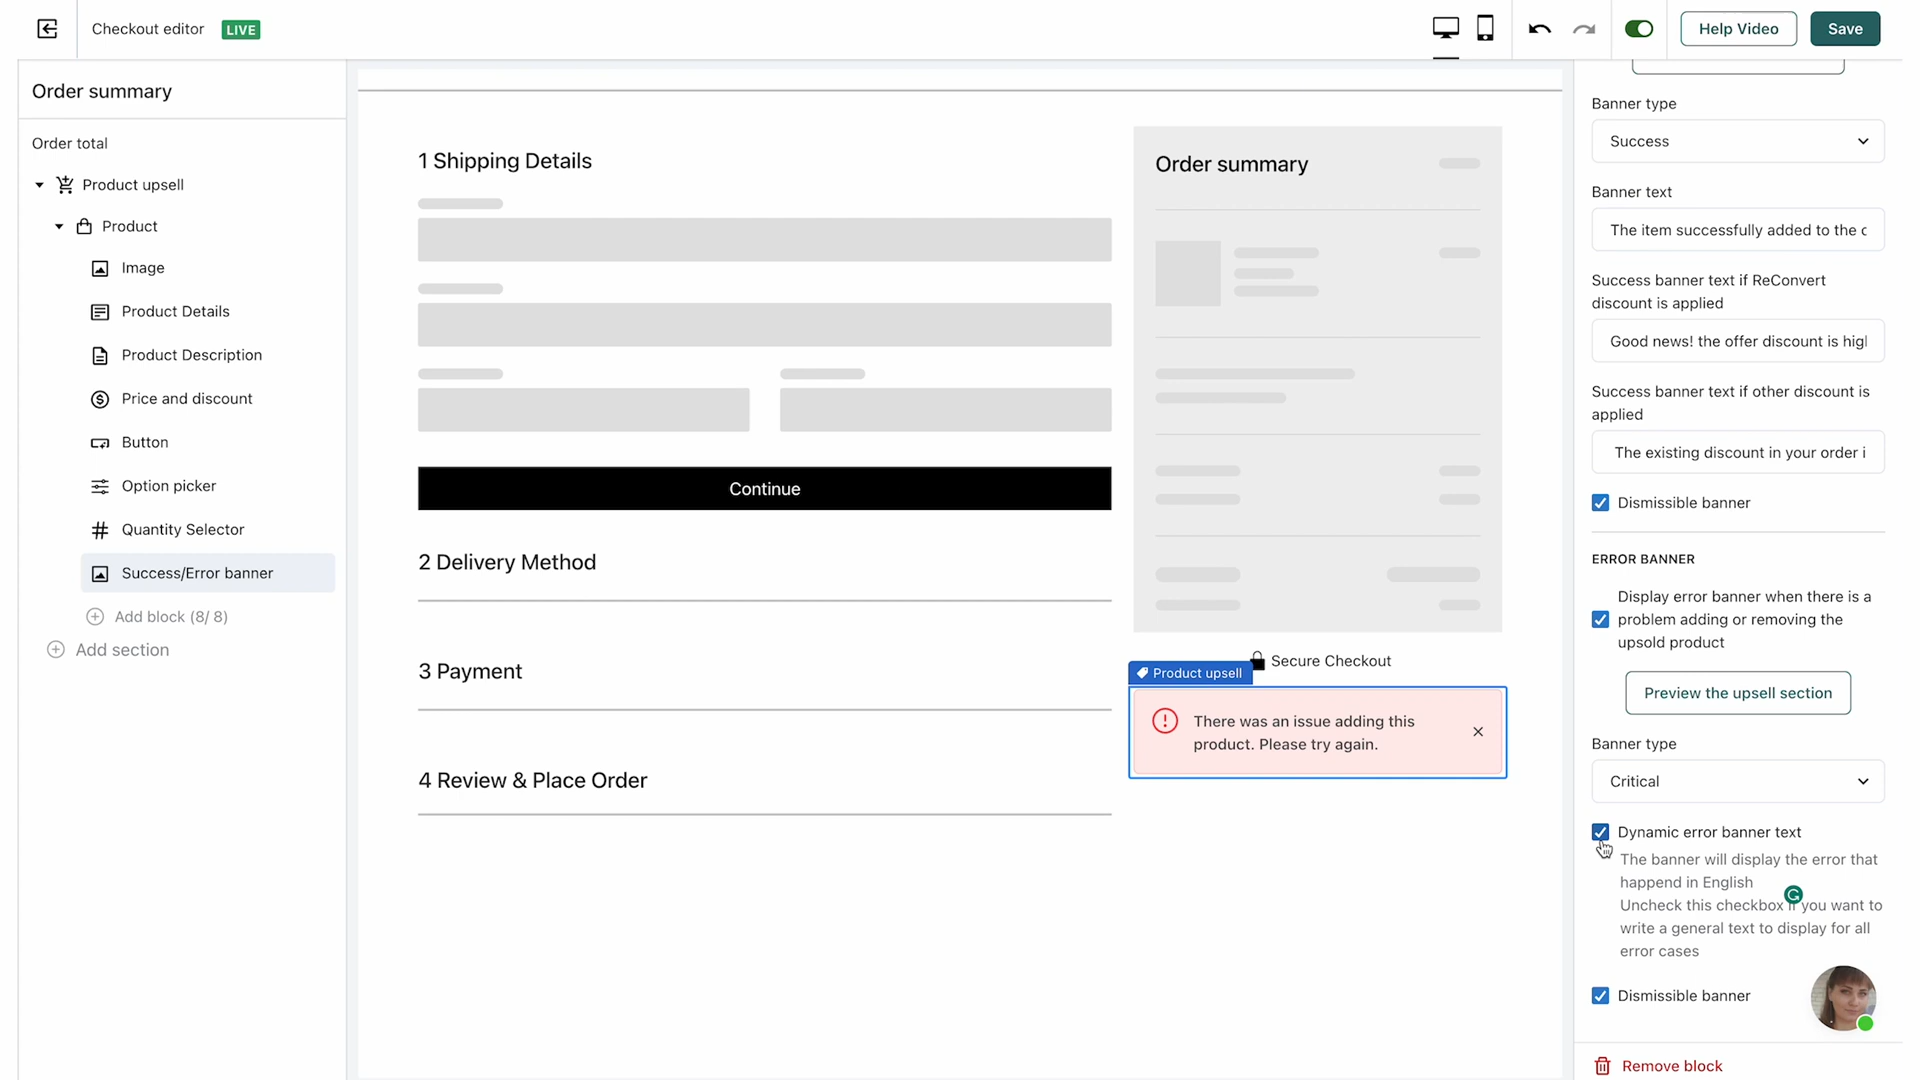 Checkout editor
LIVE
Help Video
Save
Order summary
Order total
Product upsell
Product
Image
Product Details
Product Description
Price and discount
Button
Option picker
Quantity Selector
Success/Error banner
Add block (8/ 8)
Add section
1 Shipping Details
Continue
2 Delivery Method
3 Payment
4 Review & Place Order
Order summary
Secure Checkout
Product upsell
There was an issue adding this
product. Please try again.
Banner type
Success
Banner text
The item successfully added to the c
Success banner text if ReConvert
discount is applied
Good news! the offer discount is higl
Success banner text if other discount is
applied
The existing discount in your order i
Dismissible banner
ERROR BANNER
Display error banner when there is a
problem adding or removing the
upsold product
Preview the upsell section
Banner type
Critical
Dynamic error banner text
The banner will display the error that
happend in English
Uncheck this checkbox if you want to
write a general text to display for all
error cases
Dismissible banner
Remove block